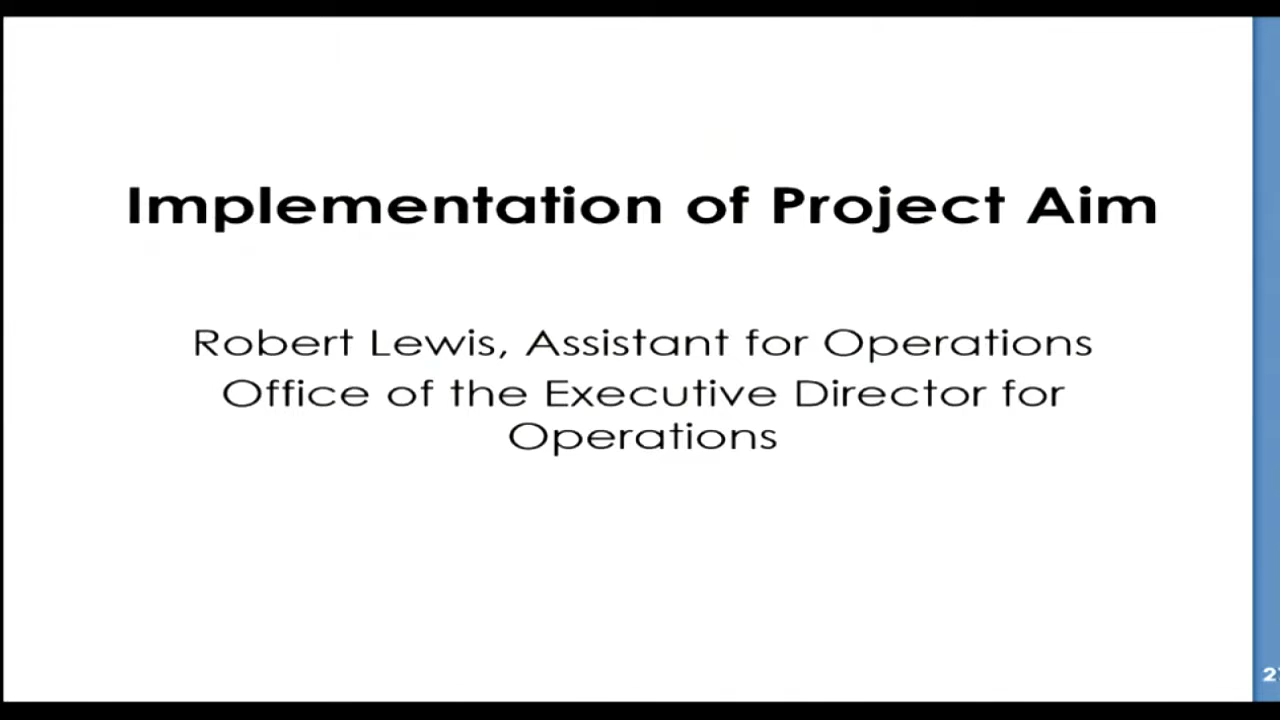 Implementation of Project Aim
Robert Lewis, Assistant for Operations
Office of the Executive Director for
Operations